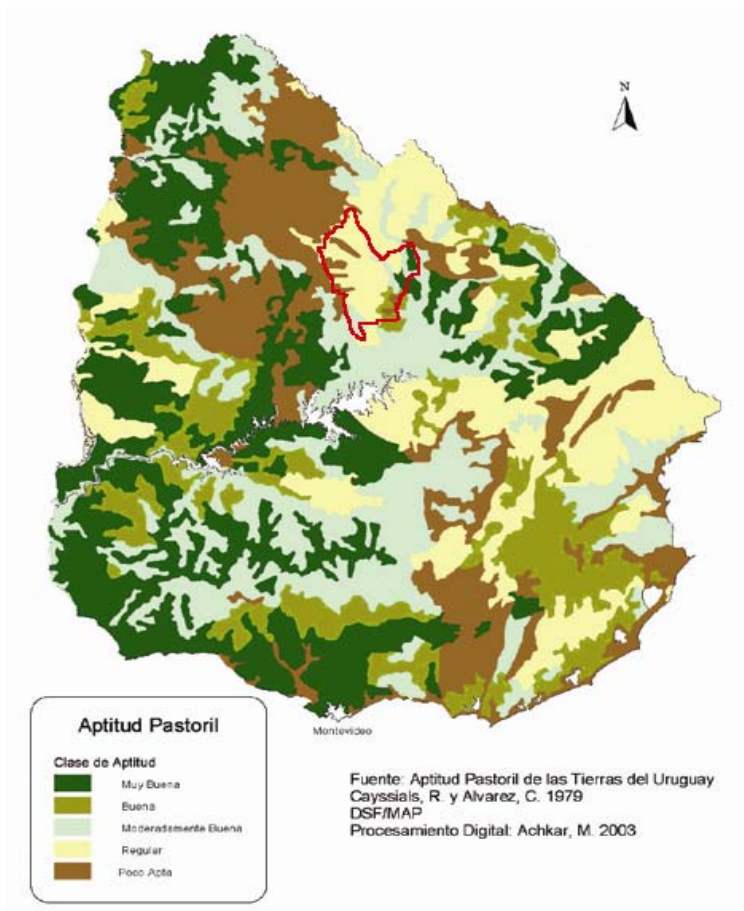 N
Montevideo
Aptitud Pastoril
Clase de Aptitud
Muy Buena
Buena
Moderadamente Buena
Regular
Poco Apta
Fuente: Aptitud Pastoril de las Tierras del Uruguay
Cayssials, R. y Alvarez, C. 1979
DSF/MAP
Procesamiento Digital: Achkar, M. 2003